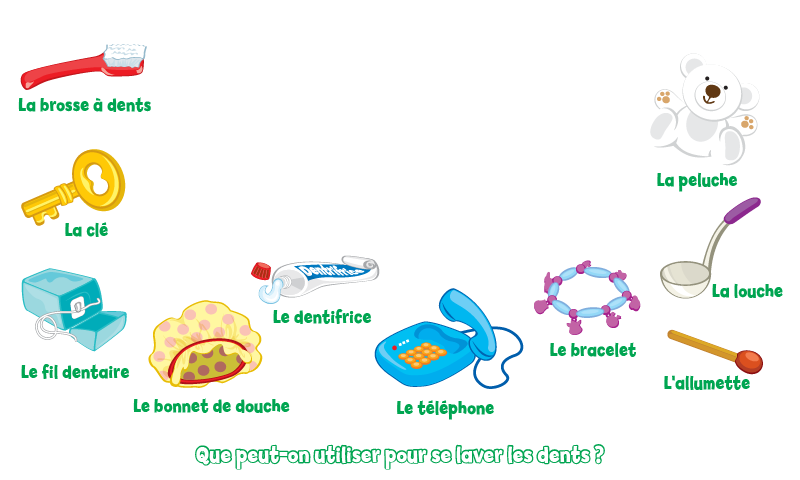 La brosse à dents
La peluche
La clé
La louche
Dentifrice
Le dentifrice
Le bracelet
Le fil dentaire
L'allumette
Le bonnet de douche
Le téléphone
Que peut-on utiliser pour se laver les dents ?